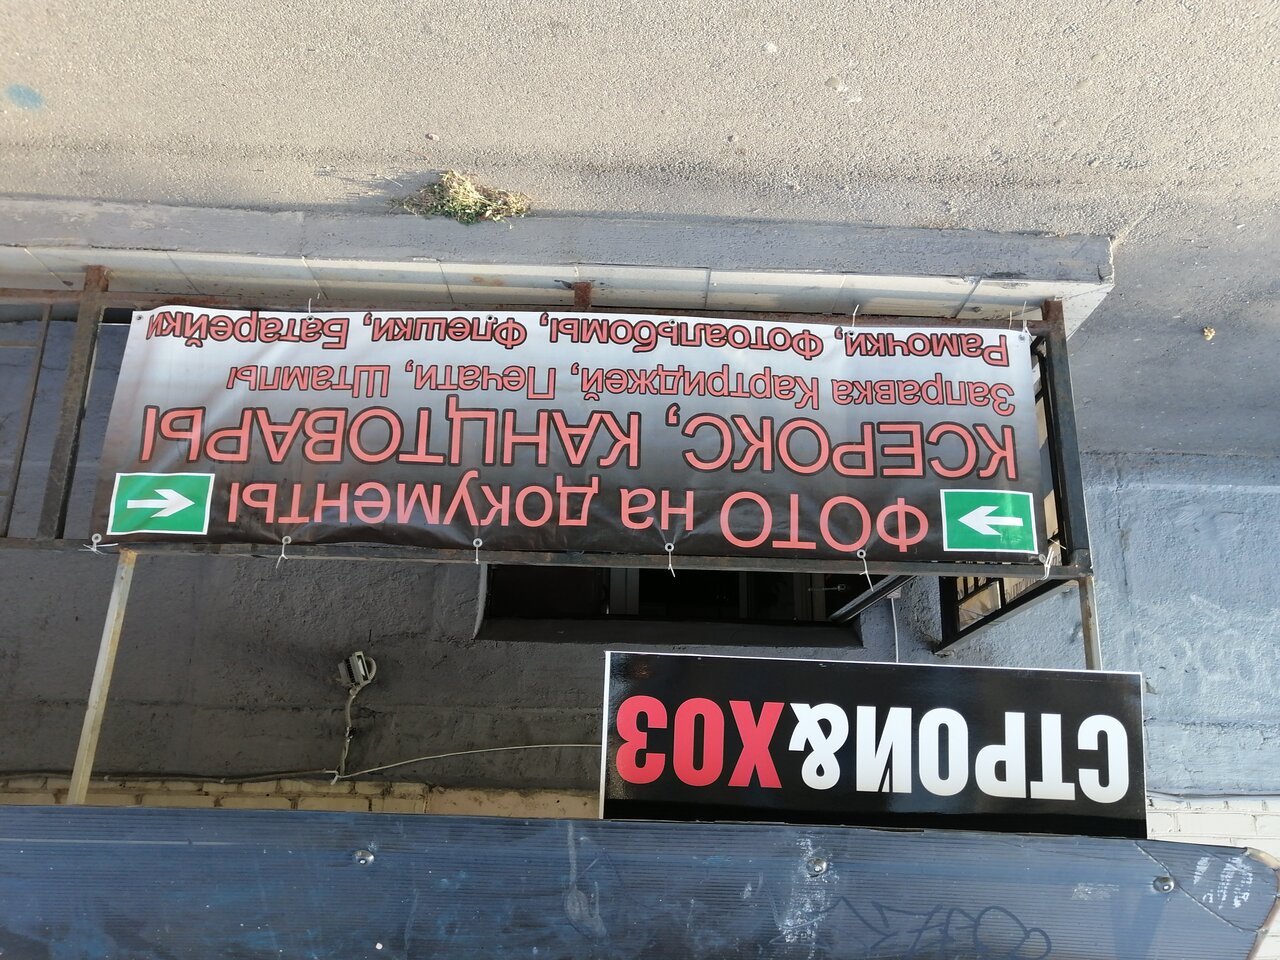 СТРОЙ&ХОЗ
ФОТО на документы
КСЕРОКС, КАНЦТОВАРЫ
Заправка Картриджей, Печати, Штампы
Рамочки, Фотоальбомы, Флешки, Батарейки